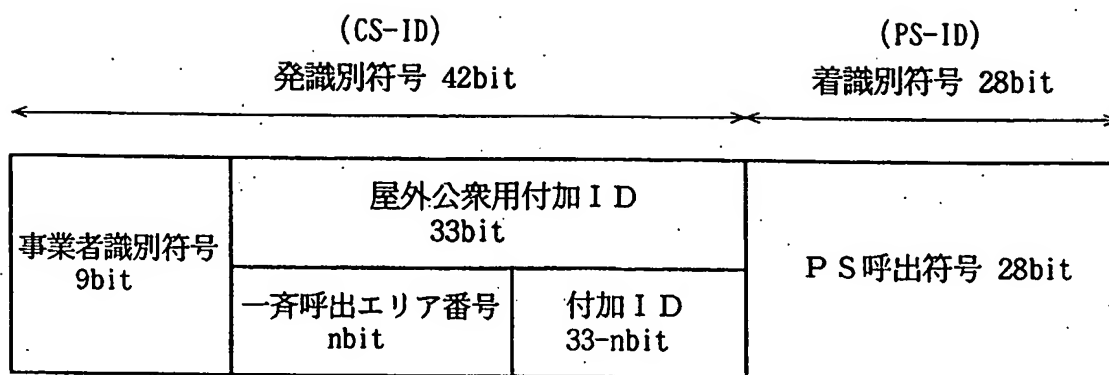 (CS-ID)
発識別符号 42bit
(PS-ID)
着識別符号 28bit
事業者識別符号
9bit
屋外公衆用付加ＩＤ
33bit
一斉呼出エリア番号
nbit
付加ＩＤ
33-nbit
ＰＳ呼出符号 28bit